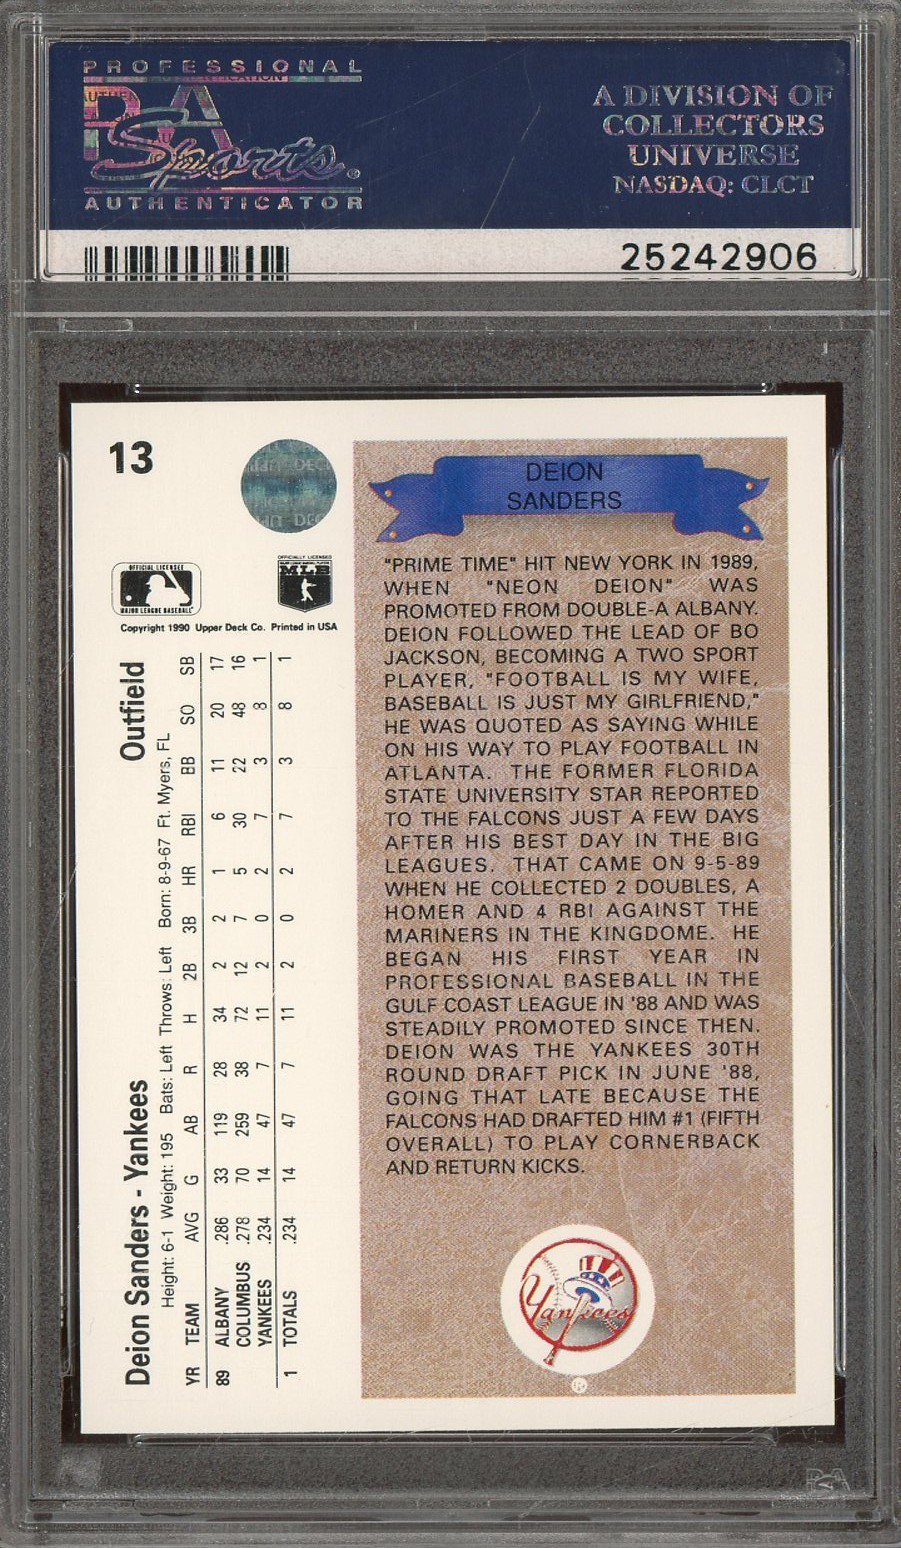 PROFESSIONAL
PSA
Sports®
AUTHENTICATOR
A DIVISION OF
COLLECTORS
UNIVERSE
NASDAQ: CLCT
25242906
13
OFFICIAL LICENSEE
MAJOR LEAGUE BASEBALL
OFFICIALLY LICENSED
MLB
Copyright 1990 Upper Deck Co. Printed in USA
Deion Sanders - Yankees Outfield
Height: 6-1 Weight: 195 Bats: Left Throws: Left Born: 8-9-67 Ft. Myers, FL
YR TEAM AVG G AB R H 2B 3B HR RBI BB SO SB
89 ALBANY .286 33 119 28 34 2 2 1 6 11 20 17
COLUMBUS .278 70 259 38 72 12 7 5 30 22 48 16
YANKEES .234 14 47 7 11 2 0 2 7 3 8 1
1 TOTALS .234 14 47 7 11 2 0 2 7 3 8 1
DEION
SANDERS
"PRIME TIME" HIT NEW YORK IN 1989,
WHEN "NEON DEION" WAS
PROMOTED FROM DOUBLE-A ALBANY.
DEION FOLLOWED THE LEAD OF BO
JACKSON, BECOMING A TWO SPORT
PLAYER, "FOOTBALL IS MY WIFE,
BASEBALL IS JUST MY GIRLFRIEND,"
HE WAS QUOTED AS SAYING WHILE
ON HIS WAY TO PLAY FOOTBALL IN
ATLANTA. THE FORMER FLORIDA
STATE UNIVERSITY STAR REPORTED
TO THE FALCONS JUST A FEW DAYS
AFTER HIS BEST DAY IN THE BIG
LEAGUES. THAT CAME ON 9-5-89
WHEN HE COLLECTED 2 DOUBLES, A
HOMER AND 4 RBI AGAINST THE
MARINERS IN THE KINGDOME. HE
BEGAN HIS FIRST YEAR IN
PROFESSIONAL BASEBALL IN THE
GULF COAST LEAGUE IN '88 AND WAS
STEADILY PROMOTED SINCE THEN.
DEION WAS THE YANKEES 30TH
ROUND DRAFT PICK IN JUNE '88,
GOING THAT LATE BECAUSE THE
FALCONS HAD DRAFTED HIM #1 (FIFTH
OVERALL) TO PLAY CORNERBACK
AND RETURN KICKS.
Yankees
®
PSA